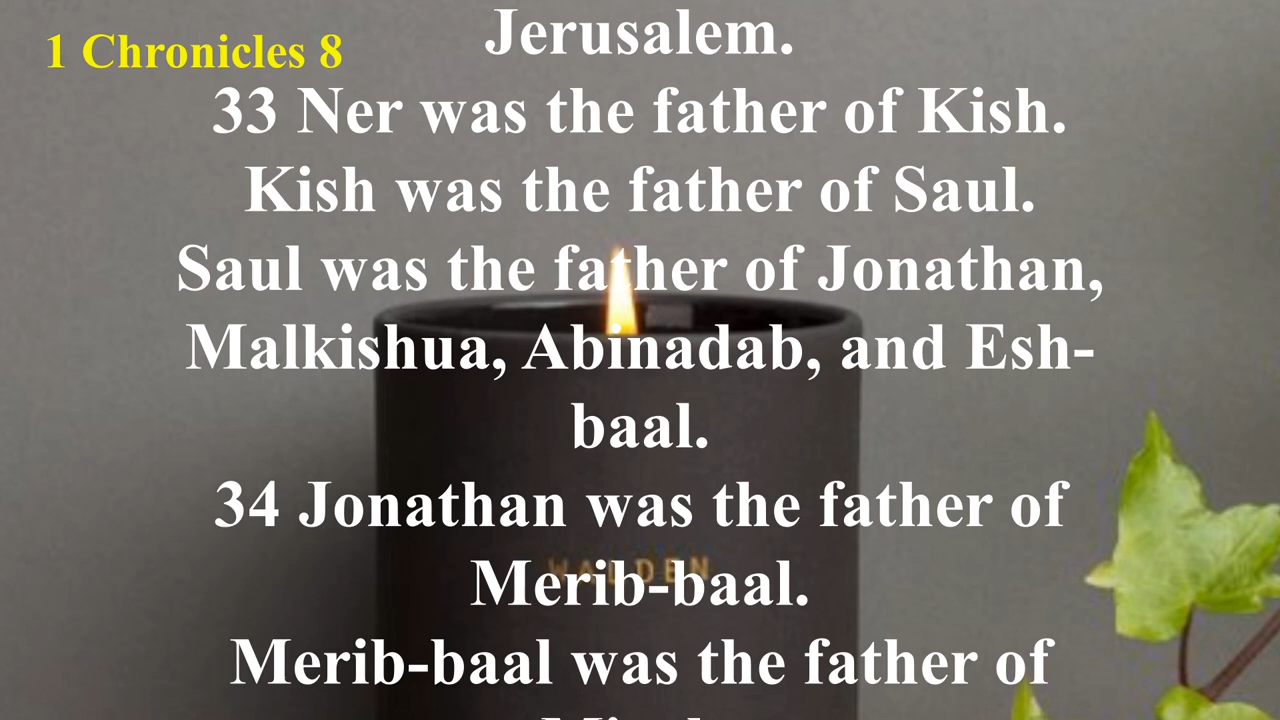 1 Chronicles 8
Jerusalem.
33 Ner was the father of Kish.
Kish was the father of Saul.
Saul was the father of Jonathan,
Malkishua, Abinadab, and Esh-
baal.
34 Jonathan was the father of
WALDEN
Merib-baal.
Merib-baal was the father of